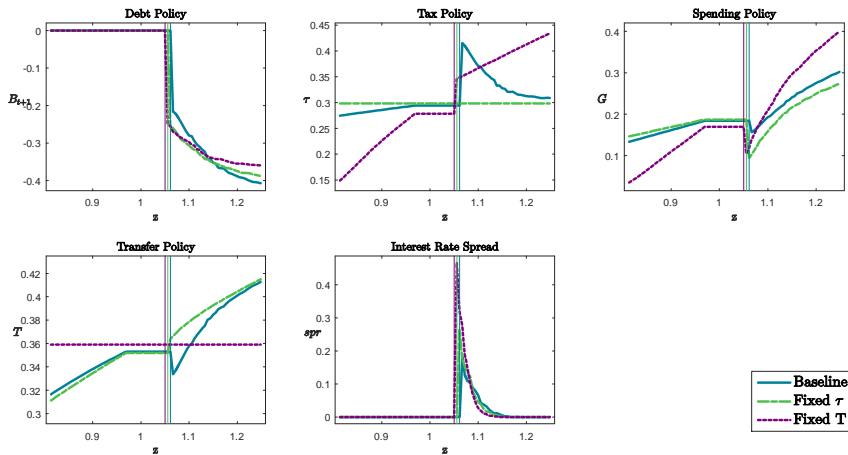 Debt Policy
Tax Policy
Spending Policy
0
-0.1
-0.2
-0.3
-0.4
B_{t+1}
0.9
1
1.1
1.2
z
0.45
0.4
0.35
0.3
0.25
0.2
0.15
τ
0.9
1
1.1
1.2
z
0.4
0.3
0.2
0.1
G
0.9
1
1.1
1.2
z
Transfer Policy
Interest Rate Spread
0.42
0.4
0.38
0.36
0.34
0.32
0.3
T
0.9
1
1.1
1.2
z
0.4
0.3
0.2
0.1
0
spr
0.9
1
1.1
1.2
z
Baseline
Fixed τ
Fixed T